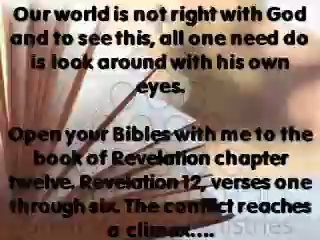 Our world is not right with God
and to see this, all one need do
is look around with his own
eyes.
Open your Bibles with me to the
book of Revelation chapter
twelve. Revelation 12, verses one
through six. The conflict reaches
a climax....